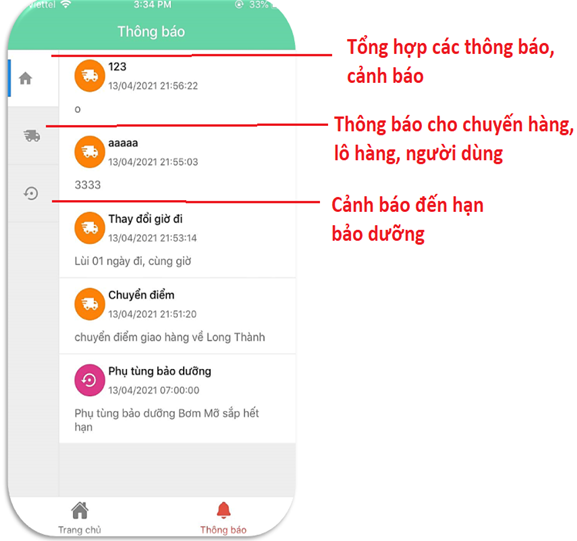 viettel 3:34 PM 33%
Thông báo
123
13/04/2021 21:56:22
o
aaaaa
13/04/2021 21:55:03
3333
Thay đổi giờ đi
13/04/2021 21:53:14
Lùi 01 ngày đi, cùng giờ
Chuyển điểm
13/04/2021 21:51:20
chuyển điểm giao hàng về Long Thành
Phụ tùng bảo dưỡng
13/04/2021 07:00:00
Phụ tùng bảo dưỡng Bơm Mỡ sắp hết
hạn
Trang chủ
Thông báo
Tổng hợp các thông báo,
cảnh báo
Thông báo cho chuyến hàng,
lô hàng, người dùng
Cảnh báo đến hạn
bảo dưỡng